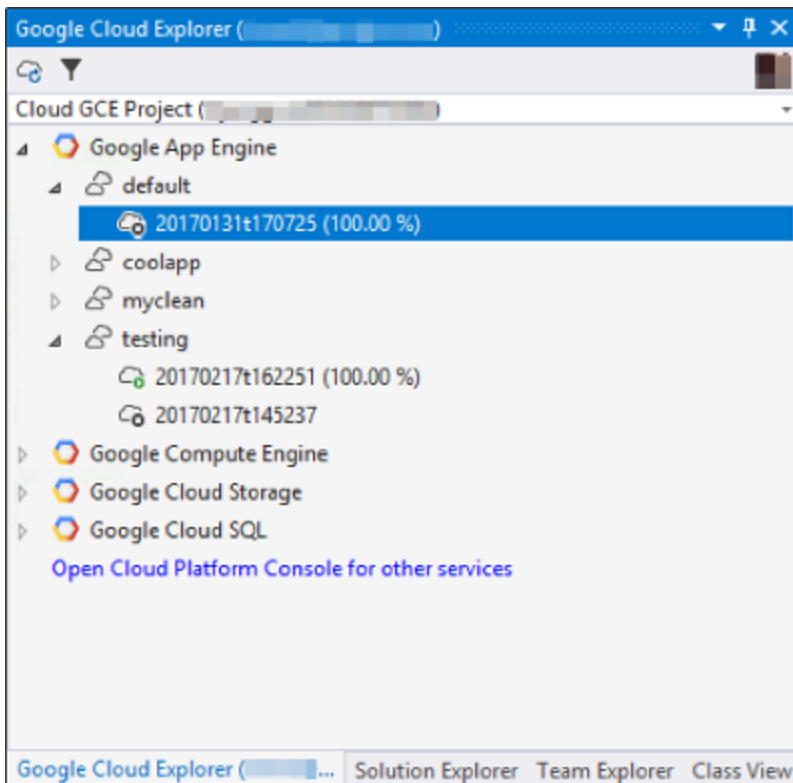 Google Cloud Explorer ( )
Cloud GCE Project ( )
Google App Engine
default
20170131t170725 (100.00 %)
coolapp
myclean
testing
20170217t162251 (100.00 %)
20170217t145237
Google Compute Engine
Google Cloud Storage
Google Cloud SQL
Open Cloud Platform Console for other services
Google Cloud Explorer ( ... Solution Explorer Team Explorer Class View